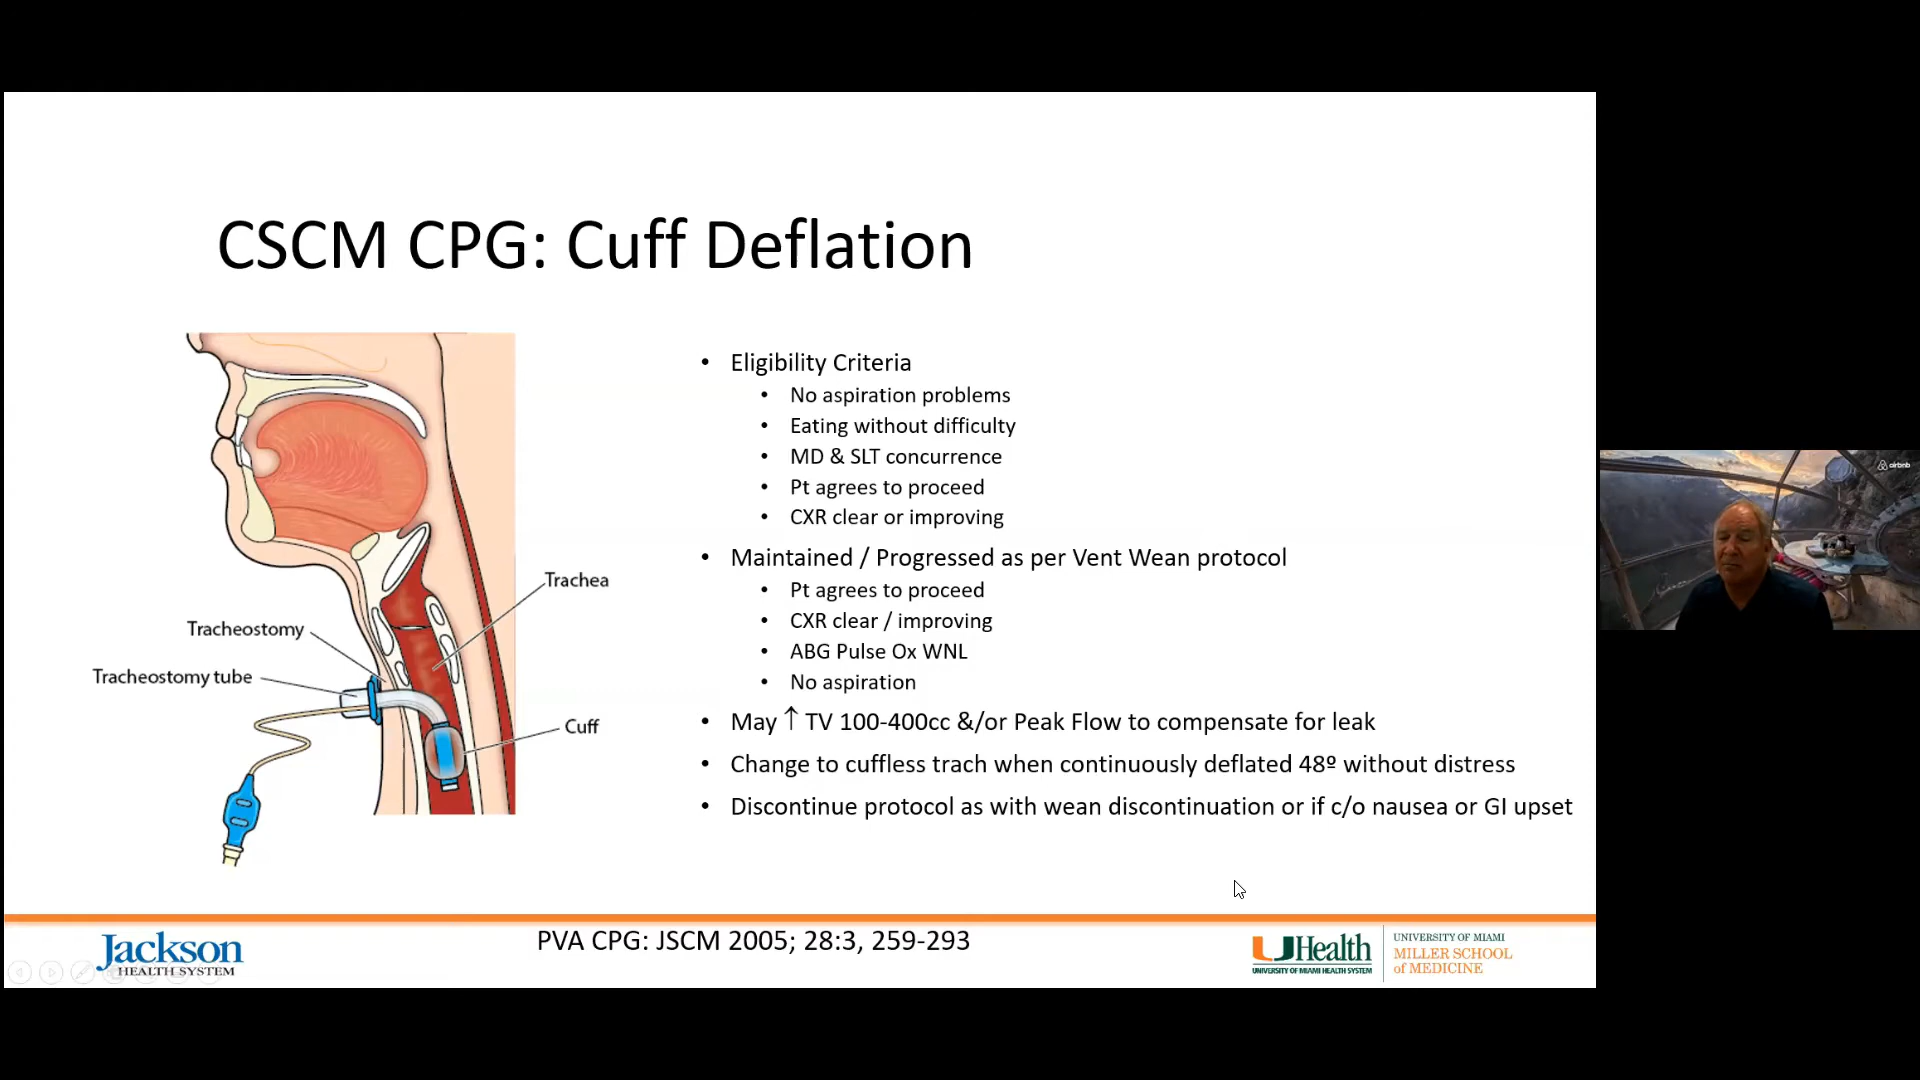 CSCM CPG: Cuff Deflation
• Eligibility Criteria
• No aspiration problems
• Eating without difficulty
• MD & SLT concurrence
• Pt agrees to proceed
• CXR clear or improving
• Maintained / Progressed as per Vent Wean protocol
• Pt agrees to proceed
• CXR clear / improving
• ABG Pulse Ox WNL
• No aspiration
• May ↑ TV 100-400cc &/or Peak Flow to compensate for leak
• Change to cuffless trach when continuously deflated 48º without distress
• Discontinue protocol as with wean discontinuation or if c/o nausea or GI upset
Trachea
Tracheostomy
Tracheostomy tube
Cuff
airbnb
Jackson
HEALTH SYSTEM
PVA CPG: JSCM 2005; 28:3, 259-293
UHealth
UNIVERSITY OF MIAMI HEALTH SYSTEM
UNIVERSITY OF MIAMI
MILLER SCHOOL
of MEDICINE